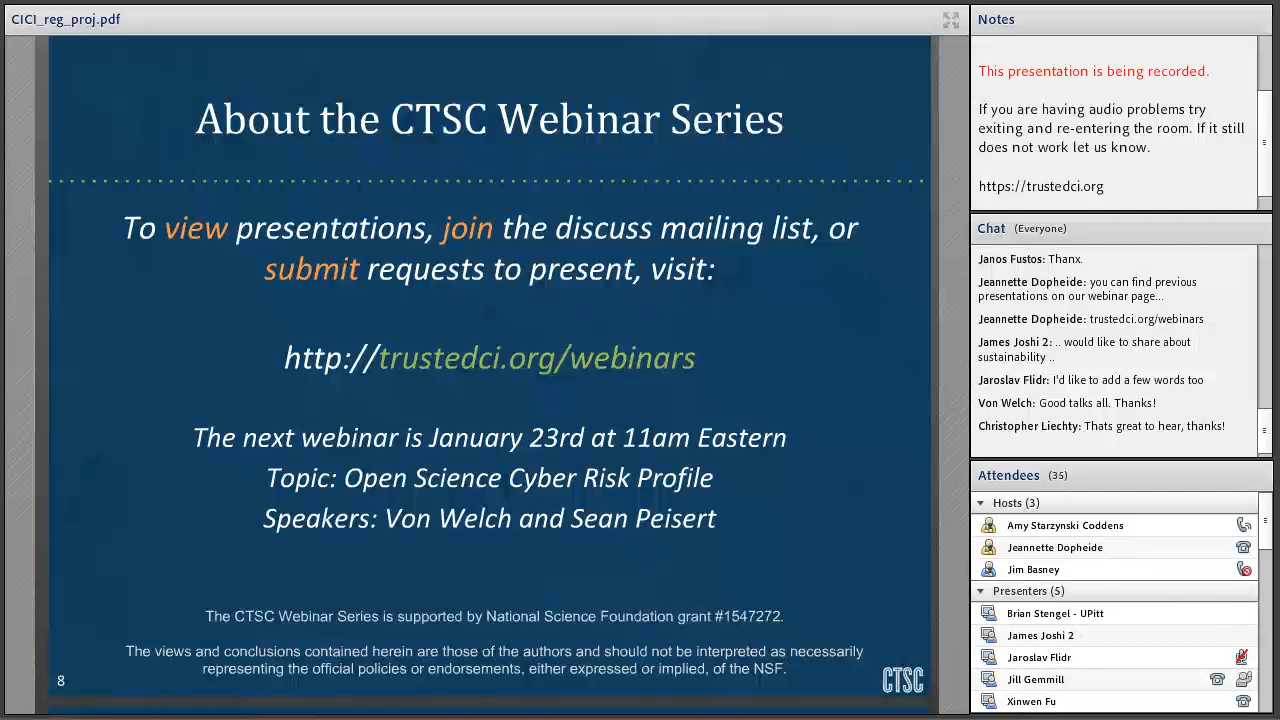 CICI_reg_proj.pdf
About the CTSC Webinar Series
To view presentations, join the discuss mailing list, or
submit requests to present, visit:
http://trustedci.org/webinars
The next webinar is January 23rd at 11am Eastern
Topic: Open Science Cyber Risk Profile
Speakers: Von Welch and Sean Peisert
The CTSC Webinar Series is supported by National Science Foundation grant #1547272.
The views and conclusions contained herein are those of the authors and should not be interpreted as necessarily
representing the official policies or endorsements, either expressed or implied, of the NSF.
8
CTSC
Notes
This presentation is being recorded.
If you are having audio problems try
exiting and re-entering the room. If it still
does not work let us know.
https://trustedci.org
Chat (Everyone)
Janos Fustos: Thanx.
Jeannette Dopheide: you can find previous
presentations on our webinar page...
Jeannette Dopheide: trustedci.org/webinars
James Joshi 2: .. would like to share about
sustainability ..
Jaroslav Flidr: I'd like to add a few words too
Von Welch: Good talks all. Thanks!
Christopher Liechty: Thats great to hear, thanks!
Attendees (35)
Hosts (3)
Amy Starzynski Coddens
Jeannette Dopheide
Jim Basney
Presenters (5)
Brian Stengel - UPitt
James Joshi 2
Jaroslav Flidr
Jill Gemmill
Xinwen Fu